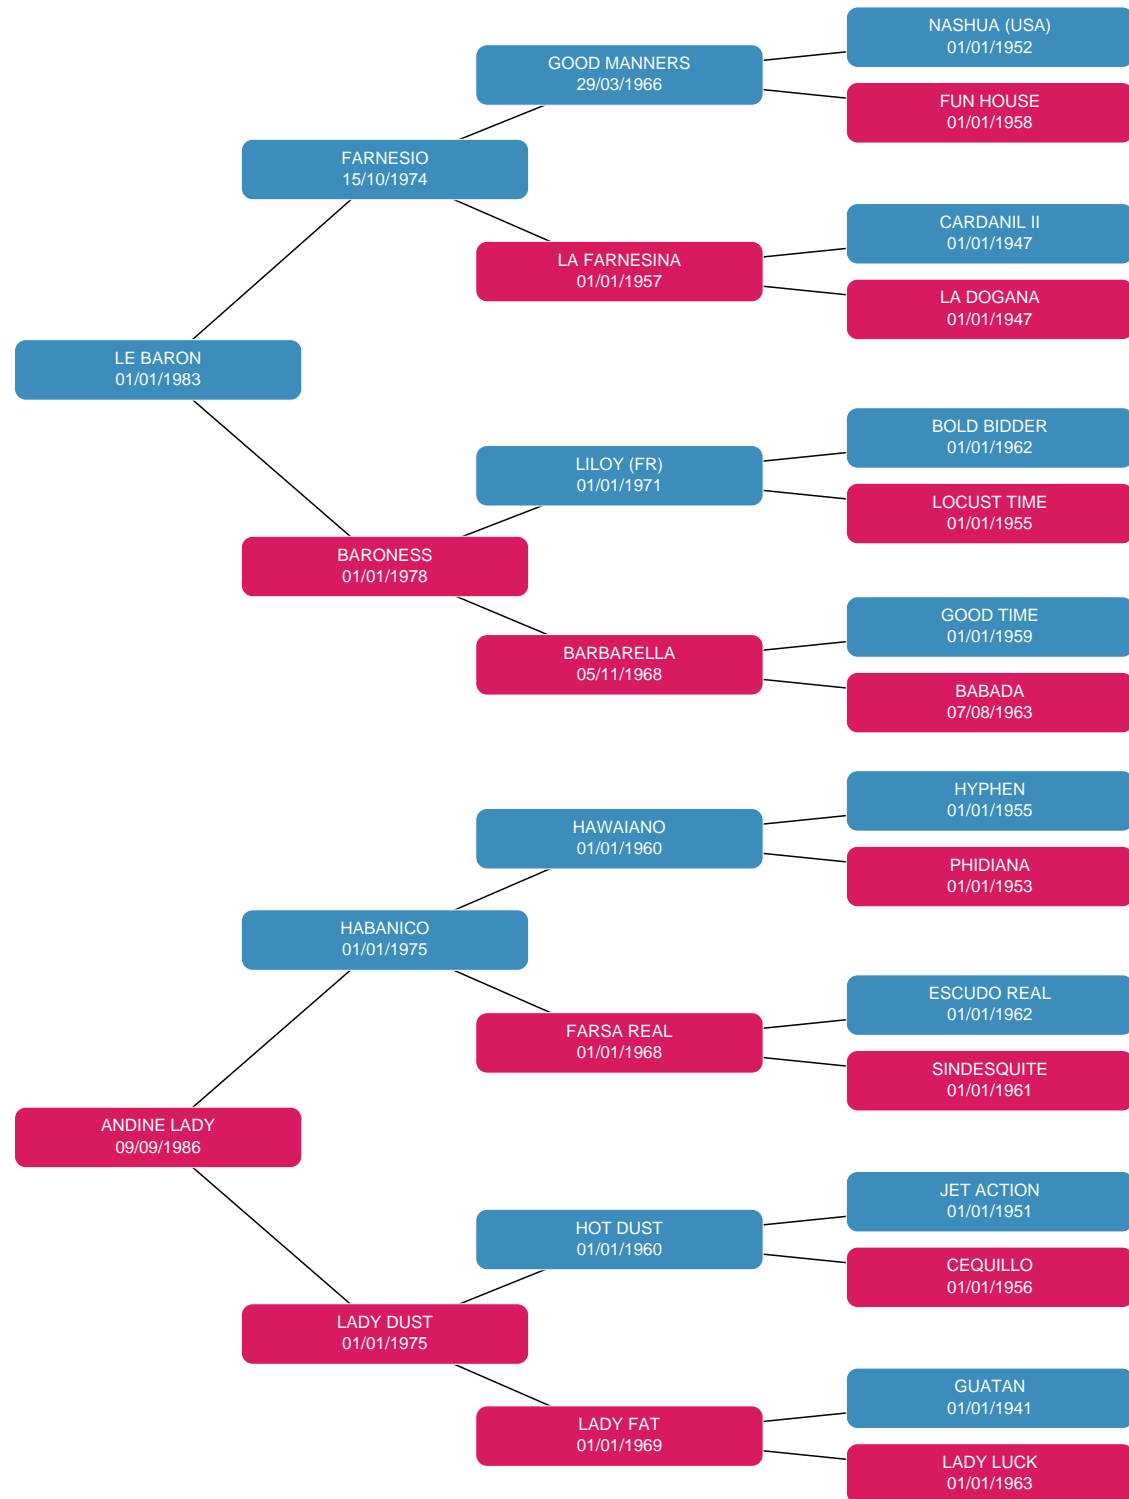 NASHUA (USA)
01/01/1952
GOOD MANNERS
29/03/1966
FUN HOUSE
01/01/1958
FARNESIO
15/10/1974
CARDANIL II
01/01/1947
LA FARNESINA
01/01/1957
LA DOGANA
01/01/1947
LE BARON
01/01/1983
BOLD BIDDER
01/01/1962
LILOY (FR)
01/01/1971
LOCUST TIME
01/01/1955
BARONESS
01/01/1978
GOOD TIME
01/01/1959
BARBARELLA
05/11/1968
BABADA
07/08/1963
HYPHEN
01/01/1955
HAWAIANO
01/01/1960
PHIDIANA
01/01/1953
HABANICO
01/01/1975
ESCUDO REAL
01/01/1962
FARSA REAL
01/01/1968
SINDESQUITE
01/01/1961
ANDINE LADY
09/09/1986
JET ACTION
01/01/1951
HOT DUST
01/01/1960
CEQUILLO
01/01/1956
LADY DUST
01/01/1975
GUATAN
01/01/1941
LADY FAT
01/01/1969
LADY LUCK
01/01/1963